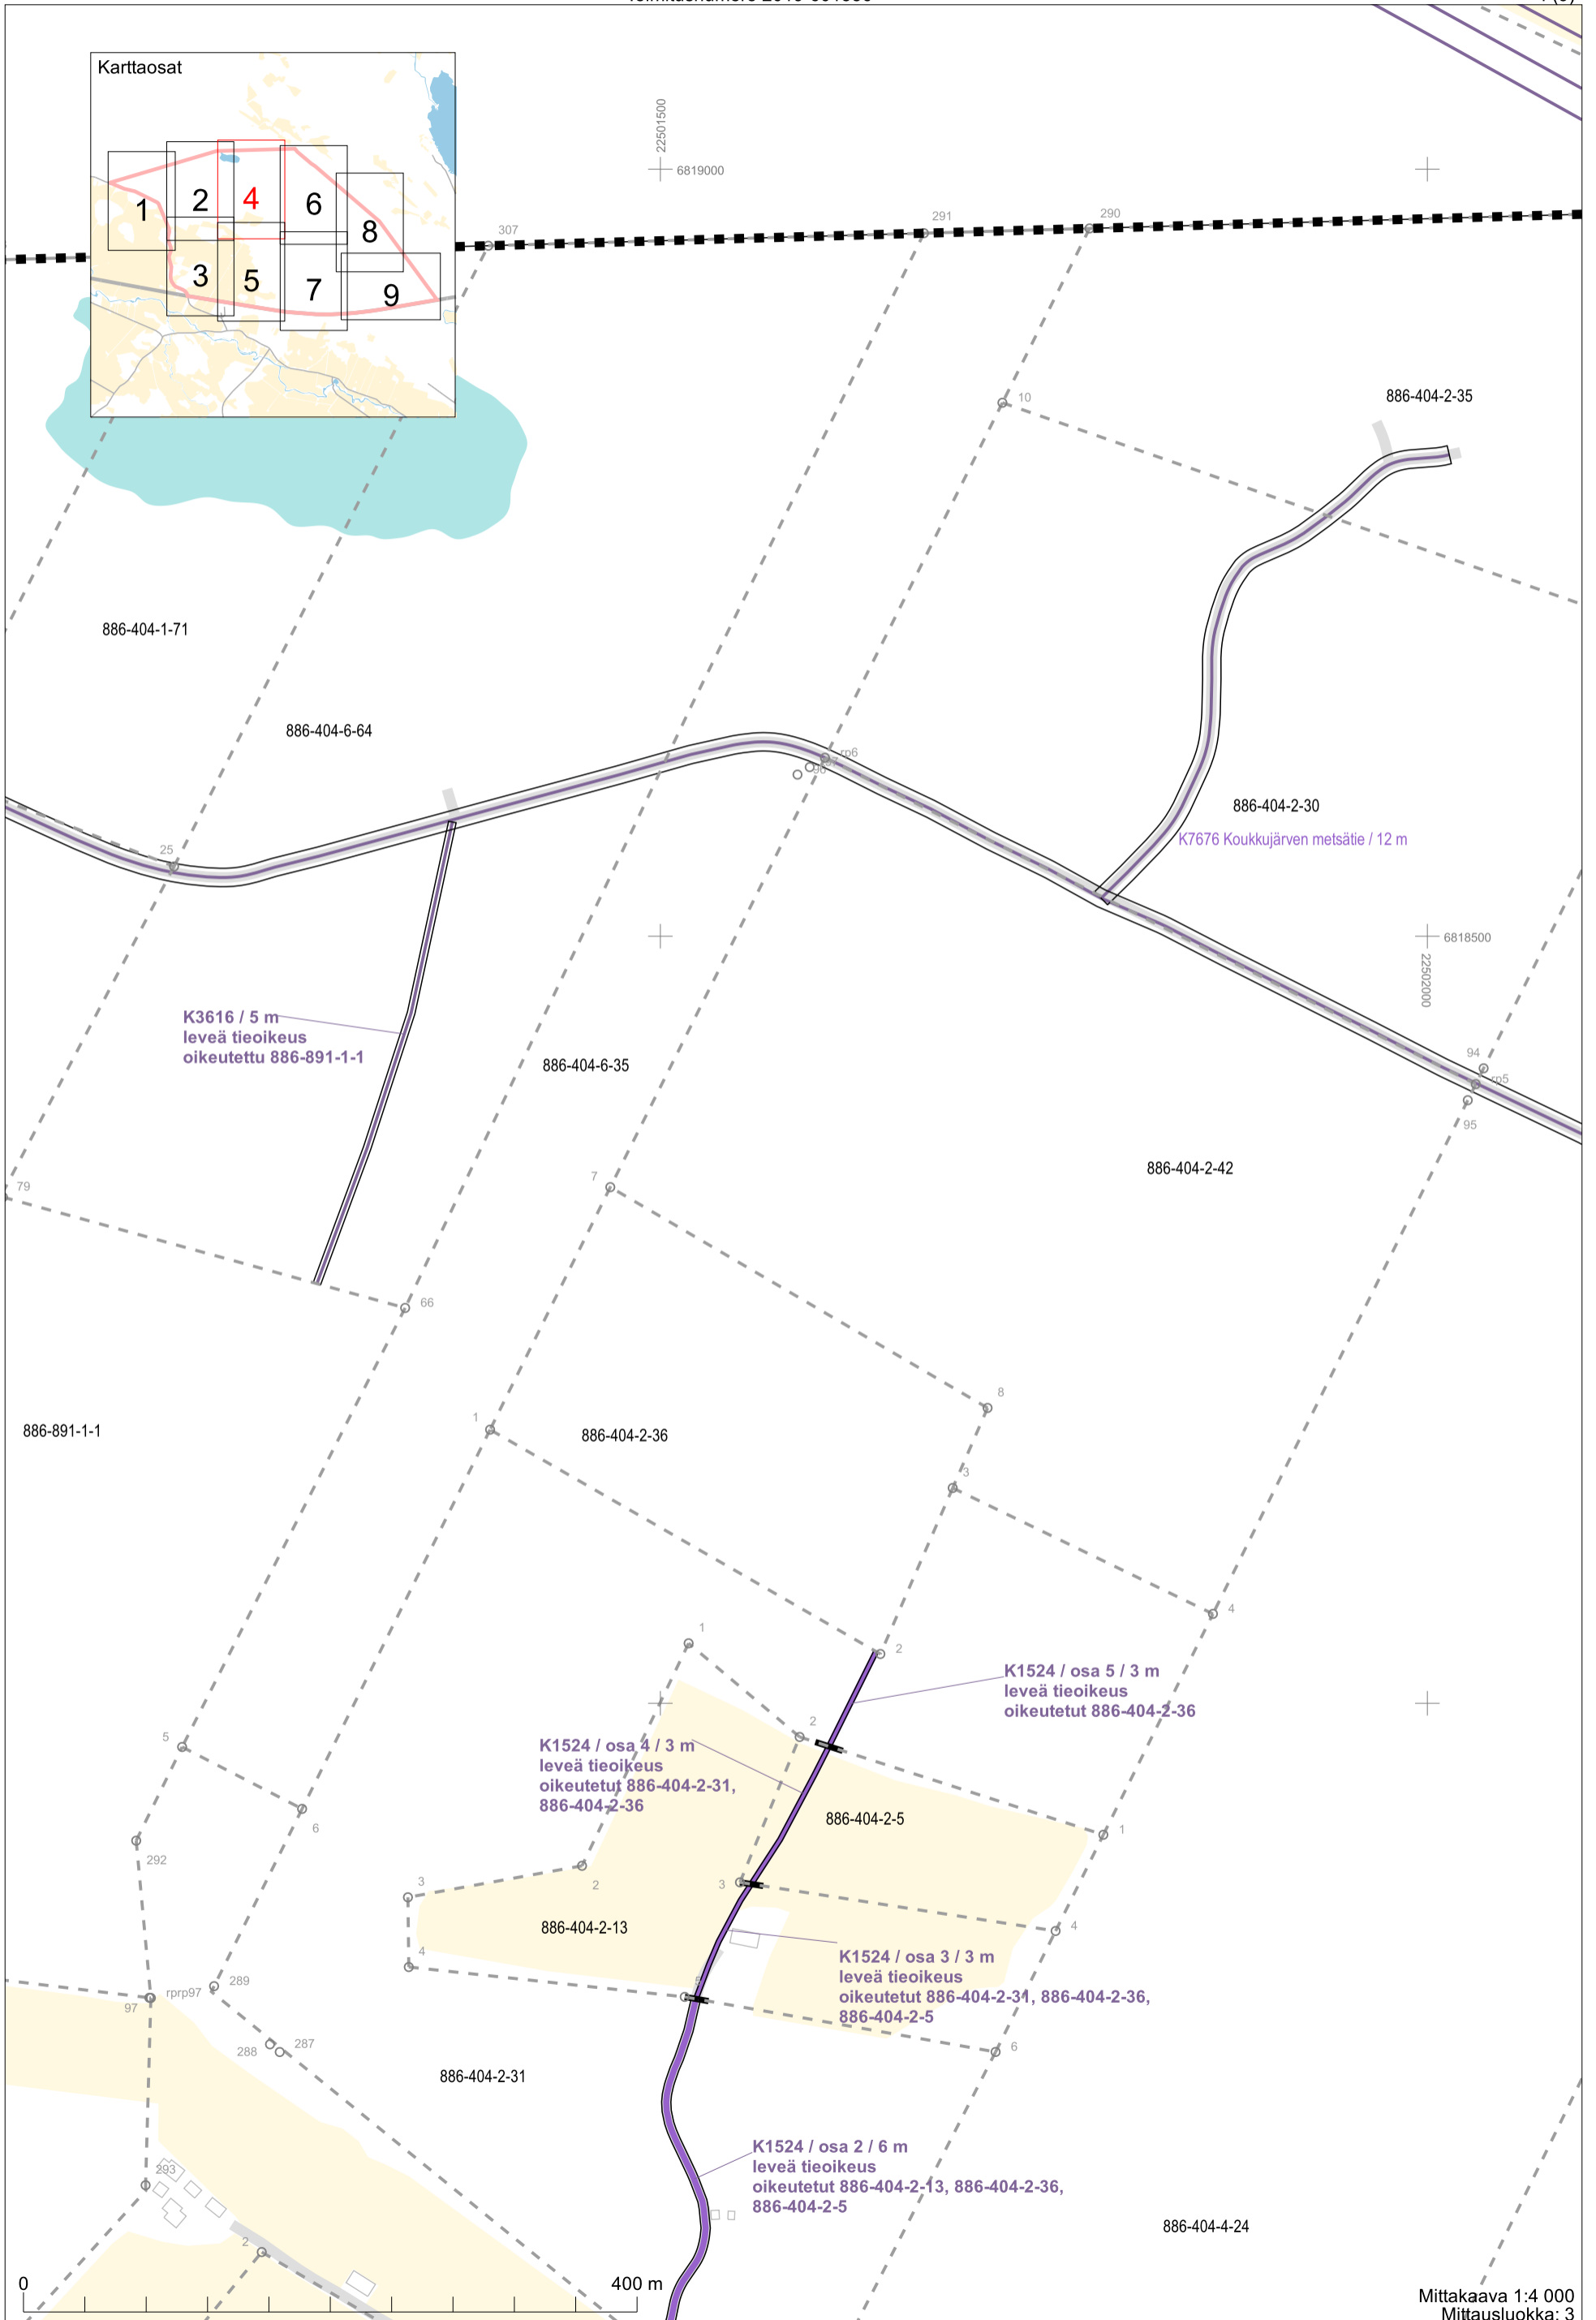 Karttaosat
1
2
3
4
5
6
7
8
9
22501500
6819000
307
291
290
10
886-404-2-35
886-404-1-71
886-404-6-64
rp6
96
25
886-404-2-30
K7676 Koukkujärven metsätie / 12 m
6818500
22502000
K3616 / 5 m
leveä tieoikeus
oikeutettu 886-891-1-1
886-404-6-35
94
rp5
95
886-404-2-42
7
79
66
8
1
886-891-1-1
886-404-2-36
3
4
1
2
K1524 / osa 5 / 3 m
leveä tieoikeus
oikeutetut 886-404-2-36
2
5
K1524 / osa 4 / 3 m
leveä tieoikeus
oikeutetut 886-404-2-31,
886-404-2-36
886-404-2-5
1
6
292
3
2
3
4
886-404-2-13
4
K1524 / osa 3 / 3 m
leveä tieoikeus
oikeutetut 886-404-2-31, 886-404-2-36,
886-404-2-5
5
289
rprp97
97
288
287
6
886-404-2-31
K1524 / osa 2 / 6 m
leveä tieoikeus
oikeutetut 886-404-2-13, 886-404-2-36,
886-404-2-5
293
2
886-404-4-24
0
400 m
Mittakaava 1:4 000
Mittausluokka: 3